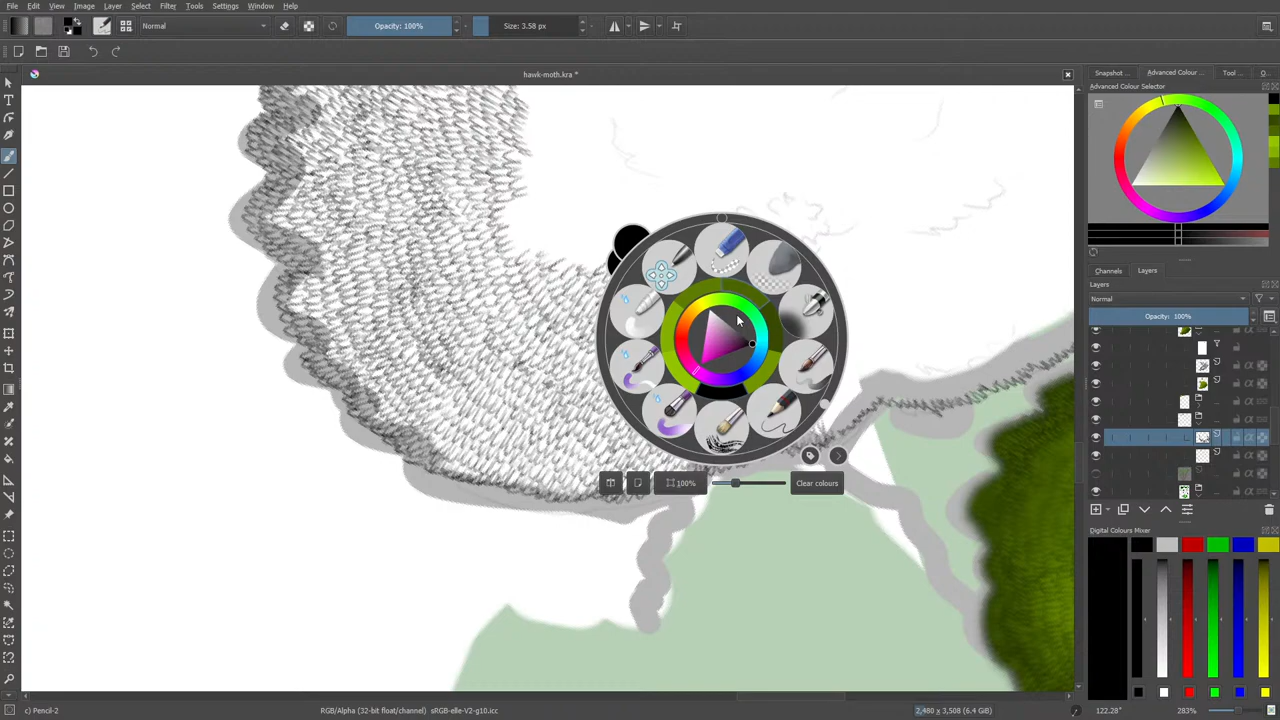 File Edit View Image Layer Select Filter Tools Settings Window Help
Normal Opacity: 100% Size: 3.58 px
hawk-moth.kra *
Snapshot ... Advanced Colour ... Tool ... O...
Advanced Colour Selector
Channels Layers
Layers
Normal
Opacity: 100%
100% Clear colours
Digital Colours Mixer
c) Pencil-2 RGB/Alpha (32-bit float/channel) sRGB-elle-V2-g10.icc 2,480 x 3,508 (6.4 GiB) 122.28° 283%